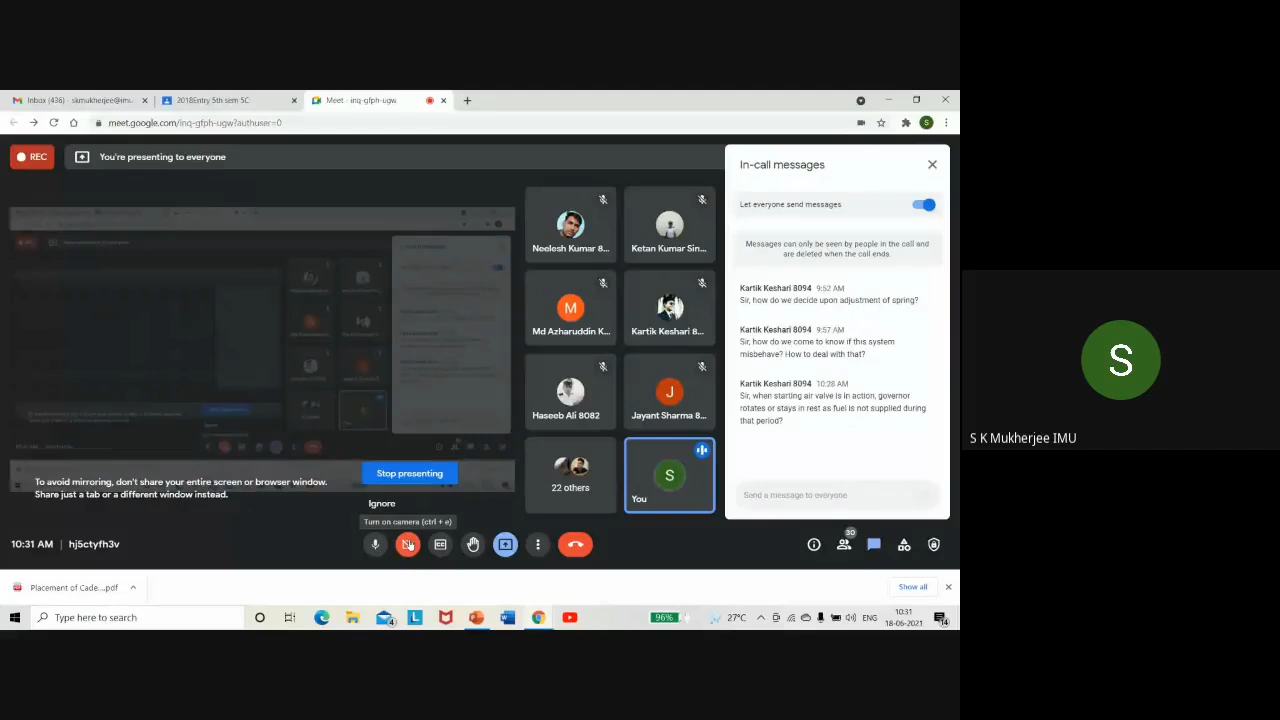 Inbox (436) - skmukherjee@imu.
2018Entry 5th sem 5C
Meet - inq-gfph-ugw
meet.google.com/inq-gfph-ugw?authuser=0
REC
You're presenting to everyone
Neelesh Kumar 8...
Ketan Kumar Sin...
Md Azharuddin K...
Kartik Keshari 8...
Haseeb Ali 8082
Jayant Sharma 8...
22 others
You
To avoid mirroring, don't share your entire screen or browser window.
Share just a tab or a different window instead.
Stop presenting
Ignore
Turn on camera (ctrl + e)
10:31 AM | hj5ctyfh3v
In-call messages
Let everyone send messages
Messages can only be seen by people in the call and
are deleted when the call ends.
Kartik Keshari 8094 9:52 AM
Sir, how do we decide upon adjustment of spring?
Kartik Keshari 8094 9:57 AM
Sir, how do we come to know if this system
misbehave? How to deal with that?
Kartik Keshari 8094 10:28 AM
Sir, when starting air valve is in action, governor
rotates or stays in rest as fuel is not supplied during
that period?
Send a message to everyone
30
Placement of Cade....pdf
Show all
Type here to search
4
96%
27°C
ENG
10:31
18-06-2021
14
S
S K Mukherjee IMU